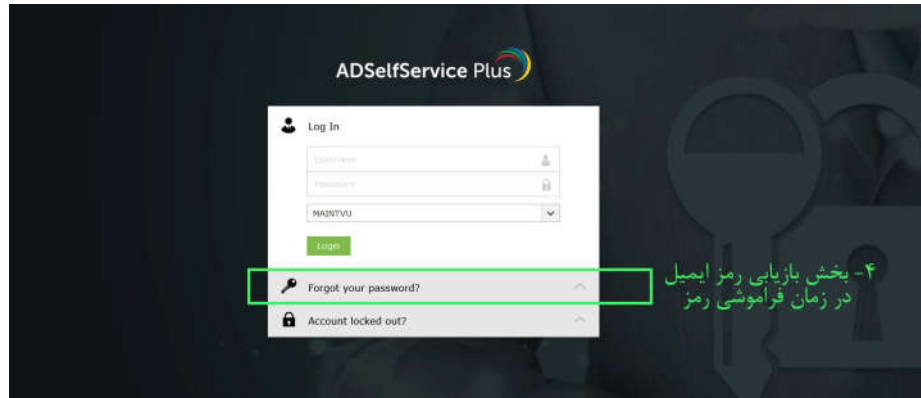 ADSelfService Plus
Log In
Username
Password
MAINTVU
Login
Forgot your password?
۴- بخش بازیابی رمز ایمیل
در زمان فراموشی رمز
Account locked out?